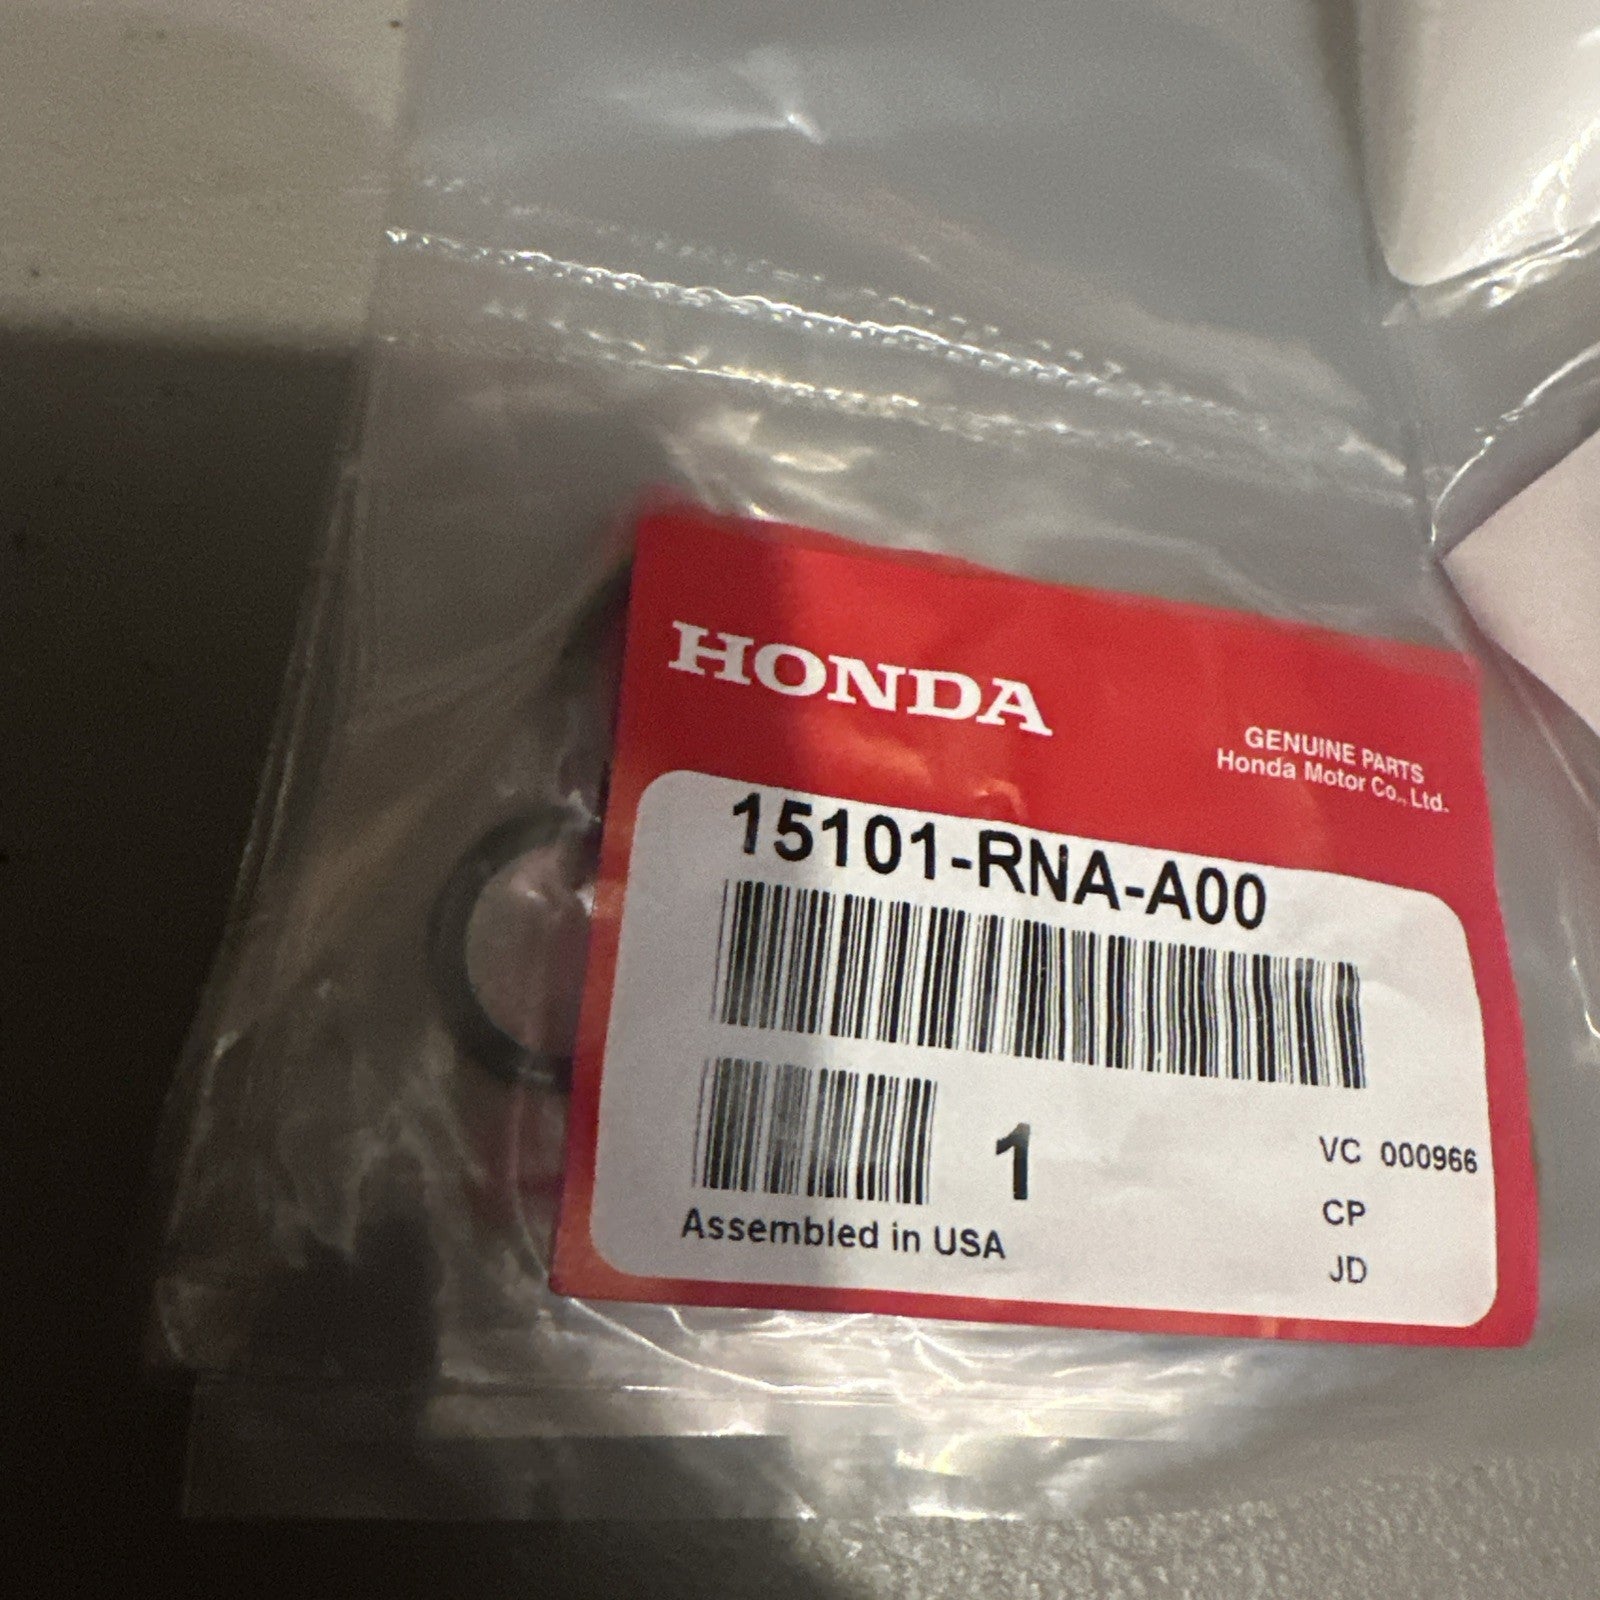 HONDA
GENUINE PARTS
Honda Motor Co., Ltd.
15101-RNA-A00
1
VC 000966
CP
JD
Assembled in USA